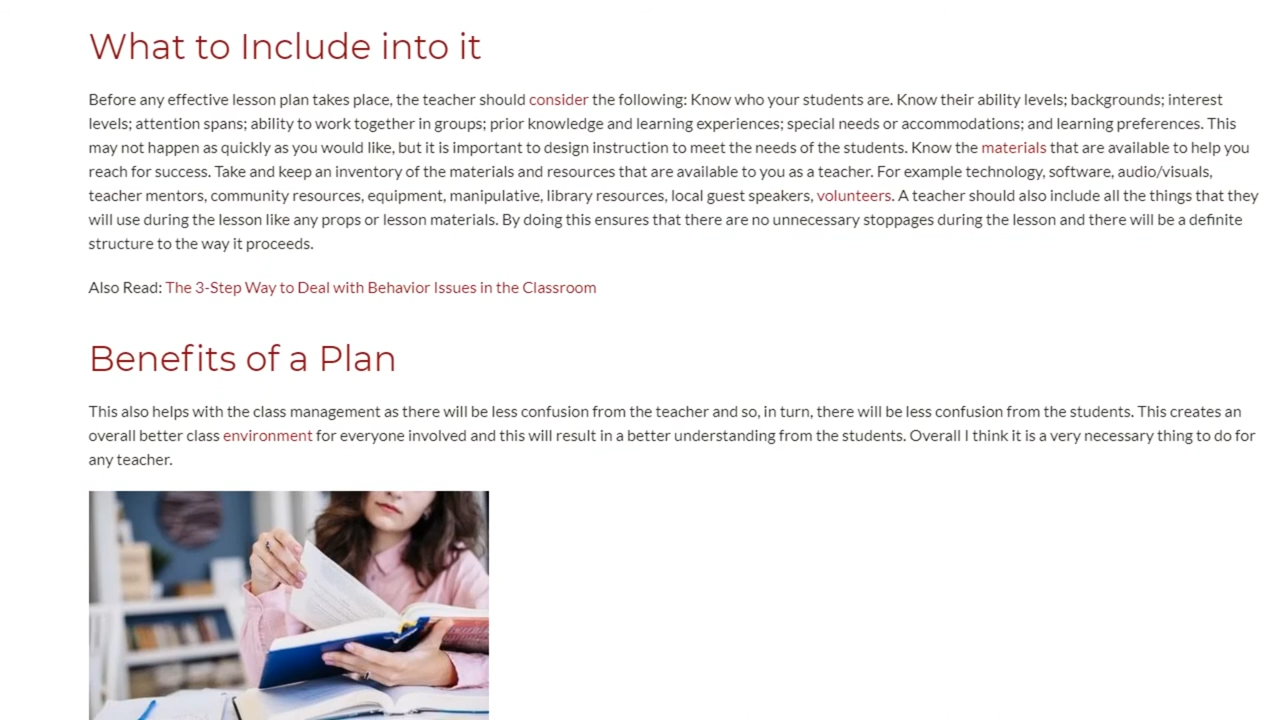 What to Include into it
Before any effective lesson plan takes place, the teacher should consider the following: Know who your students are. Know their ability levels; backgrounds; interest
levels; attention spans; ability to work together in groups; prior knowledge and learning experiences; special needs or accommodations; and learning preferences. This
may not happen as quickly as you would like, but it is important to design instruction to meet the needs of the students. Know the materials that are available to help you
reach for success. Take and keep an inventory of the materials and resources that are available to you as a teacher. For example technology, software, audio/visuals,
teacher mentors, community resources, equipment, manipulative, library resources, local guest speakers, volunteers. A teacher should also include all the things that they
will use during the lesson like any props or lesson materials. By doing this ensures that there are no unnecessary stoppages during the lesson and there will be a definite
structure to the way it proceeds.
Also Read: The 3-Step Way to Deal with Behavior Issues in the Classroom
Benefits of a Plan
This also helps with the class management as there will be less confusion from the teacher and so, in turn, there will be less confusion from the students. This creates an
overall better class environment for everyone involved and this will result in a better understanding from the students. Overall I think it is a very necessary thing to do for
any teacher.